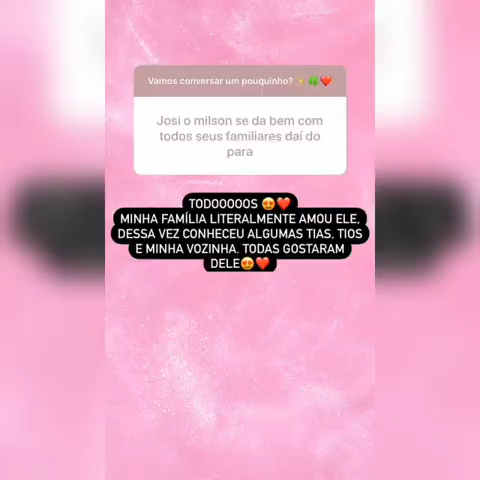 Vamos conversar um pouquinho?✨🍀❤️
Josi o milson se da bem com
todos seus familiares daí do
para
TODOOOOOS 😍❤️
MINHA FAMÍLIA LITERALMENTE AMOU ELE,
DESSA VEZ CONHECEU ALGUMAS TIAS, TIOS
E MINHA VOZINHA. TODAS GOSTARAM
DELE😍❤️